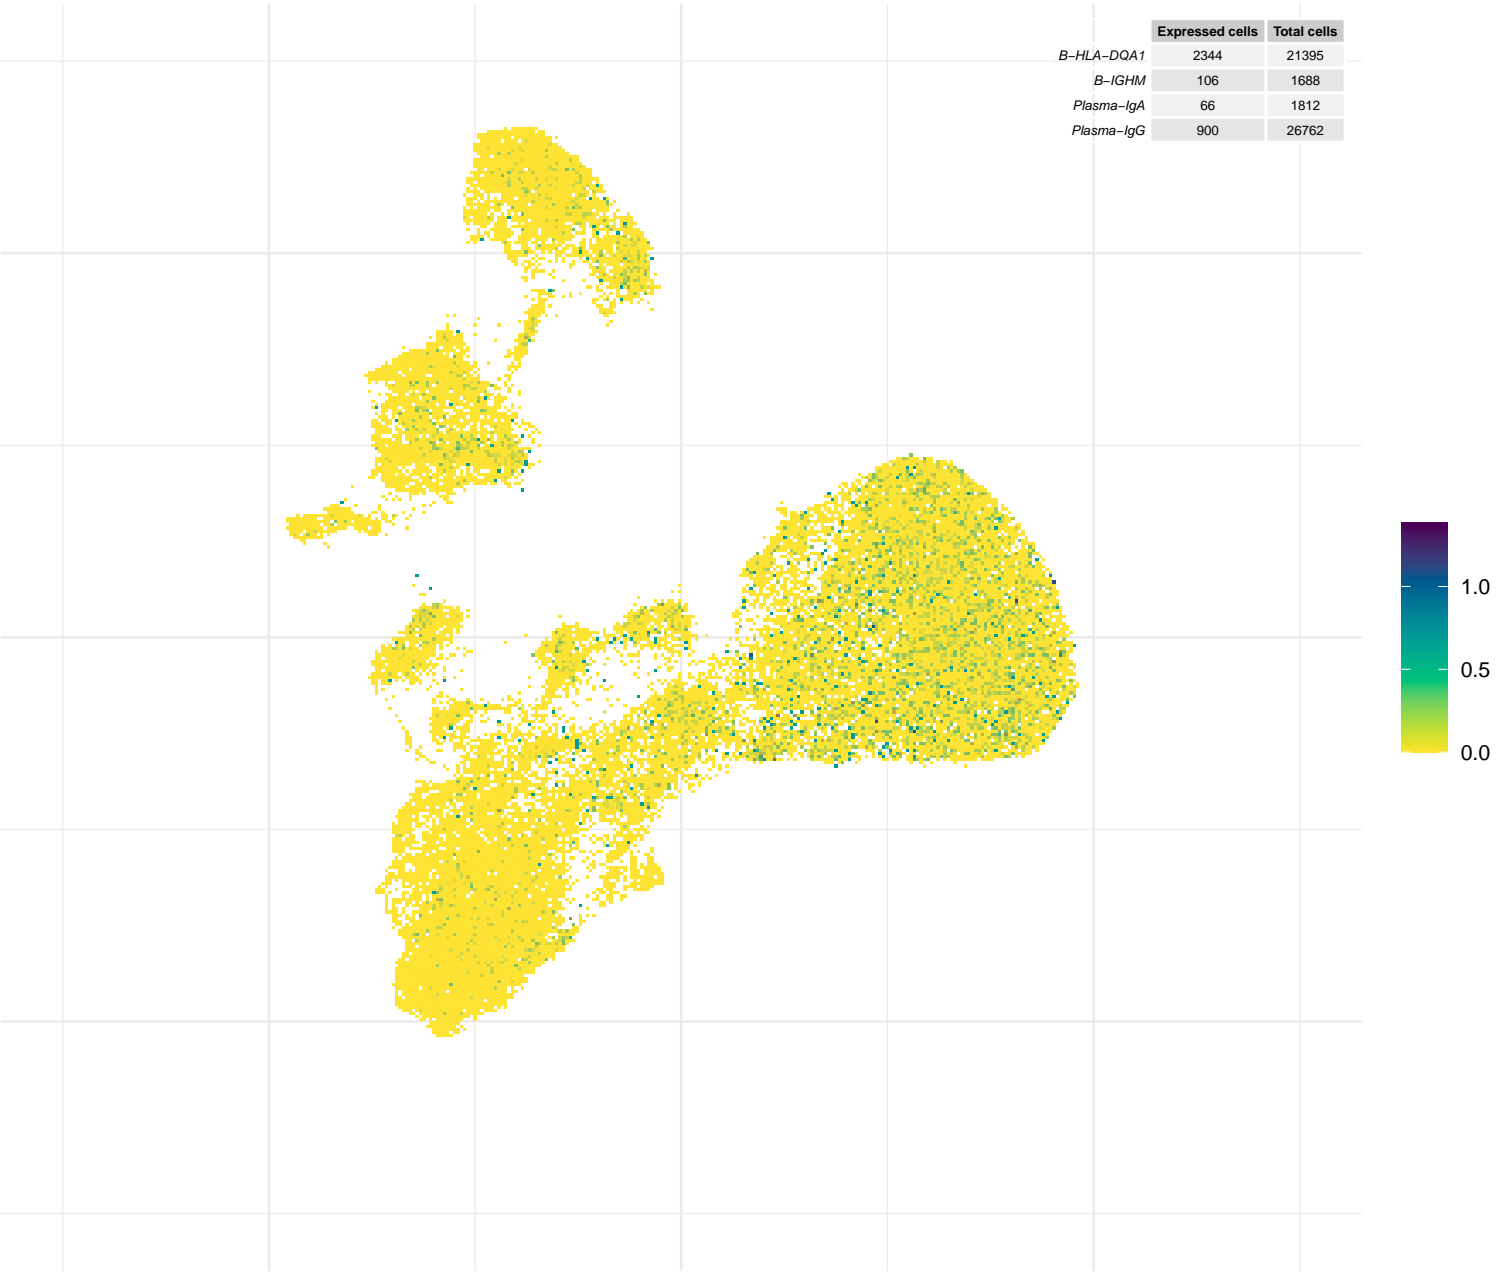 Expressed cells Total cells
B−HLA−DQA1 2344 21395
B−IGHM 106 1688
Plasma−IgA 66 1812
Plasma−IgG 900 26762
1.0
0.5
0.0